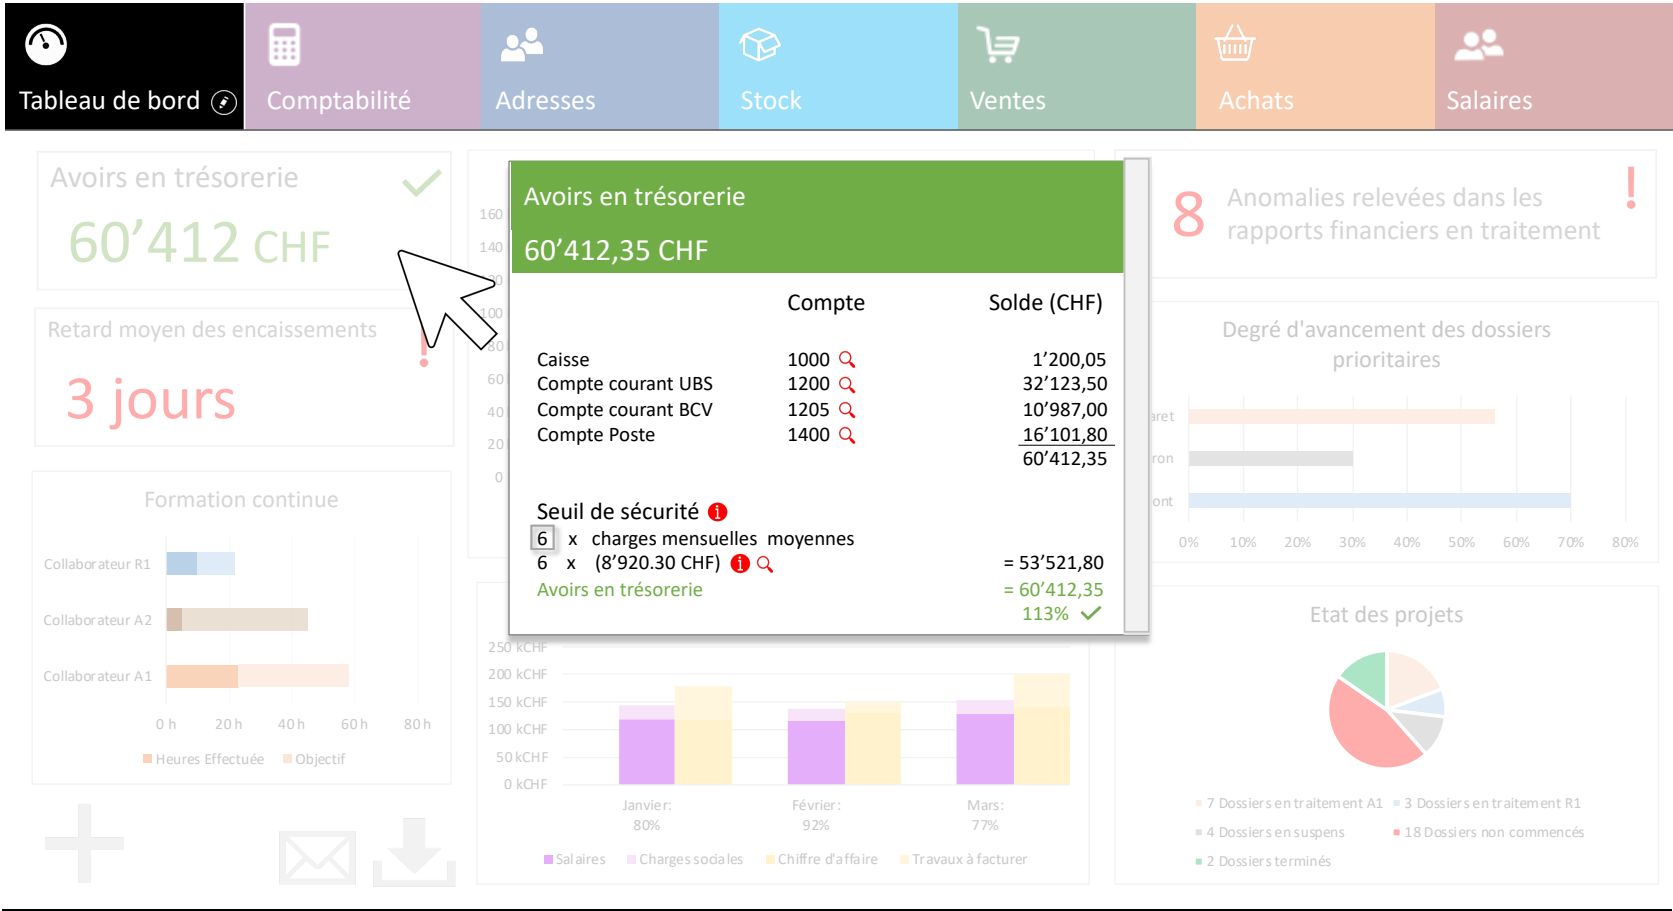 Tableau de bord
Comptabilité
Adresses
Stock
Ventes
Achats
Salaires
Avoirs en trésorerie
60’412 CHF
Retard moyen des encaissements
3 jours
!
Formation continue
Collaborateur R1
Collaborateur A2
Collaborateur A1
0 h 20 h 40 h 60 h 80 h
Heures Effectuée Objectif
160
140
120
100
80
60
40
20
0
Avoirs en trésorerie
60’412,35 CHF
Compte Solde (CHF)
Caisse 1000 1’200,05
Compte courant UBS 1200 32’123,50
Compte courant BCV 1205 10’987,00
Compte Poste 1400 16’101,80
60’412,35
Seuil de sécurité
6 x charges mensuelles moyennes
6 x (8’920.30 CHF) = 53’521,80
Avoirs en trésorerie = 60’412,35
113%
250 kCHF
200 kCHF
150 kCHF
100 kCHF
50 kCHF
0 kCHF
Janvier: Février: Mars:
80% 92% 77%
Salaires Charges sociales Chiffre d'affaire Travaux à facturer
8 Anomalies relevées dans les
rapports financiers en traitement
!
Degré d'avancement des dossiers
prioritaires
aret
ron
ont
0% 10% 20% 30% 40% 50% 60% 70% 80%
Etat des projets
7 Dossiers en traitement A1 3 Dossiers en traitement R1
4 Dossiers en suspens 18 Dossiers non commencés
2 Dossiers terminés